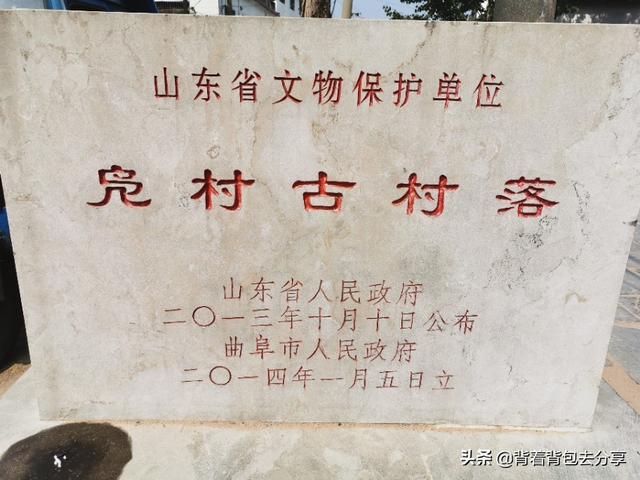 山东省文物保护单位
凫村古村落
山东省人民政府
二〇一三年十月十日公布
曲阜市人民政府
二〇一四年一月五日立
头条 @背着背包去分享